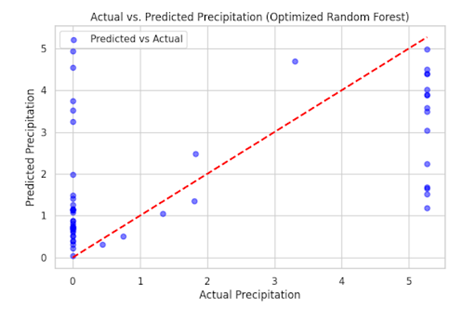 Actual vs. Predicted Precipitation (Optimized Random Forest)
Predicted vs Actual
5
4
3
2
1
0
Predicted Precipitation
0 1 2 3 4 5
Actual Precipitation